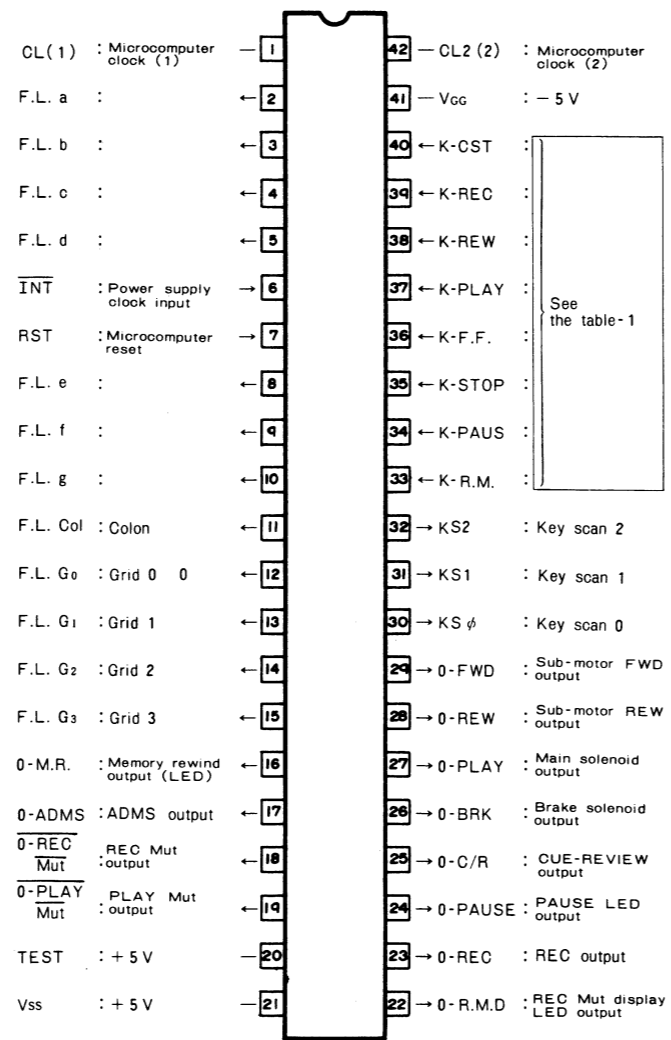 CL(1) : Microcomputer clock (1) — 1
F.L. a : ← 2
F.L. b : ← 3
F.L. c : ← 4
F.L. d : ← 5
INT : Power supply clock input → 6
RST : Microcomputer reset → 7
F.L. e : ← 8
F.L. f : ← 9
F.L. g : ← 10
F.L. Col : Colon ← 11
F.L. G0 : Grid 0 0 ← 12
F.L. G1 : Grid 1 ← 13
F.L. G2 : Grid 2 ← 14
F.L. G3 : Grid 3 ← 15
0-M.R. : Memory rewind output (LED) ← 16
0-ADMS : ADMS output ← 17
0-REC Mut : REC Mut output ← 18
0-PLAY Mut : PLAY Mut output ← 19
TEST : + 5 V — 20
Vss : + 5 V — 21
42 — CL2 (2) : Microcomputer clock (2)
41 — VGG : − 5 V
40 ← K-CST :
39 ← K-REC :
38 ← K-REW :
37 ← K-PLAY :
36 ← K-F.F. :
35 ← K-STOP :
34 ← K-PAUS :
33 ← K-R.M. :
See
the table-1
32 → KS2 : Key scan 2
31 → KS1 : Key scan 1
30 → KS ϕ : Key scan 0
29 → 0-FWD : Sub-motor FWD output
28 → 0-REW : Sub-motor REW output
27 → 0-PLAY : Main solenoid output
26 → 0-BRK : Brake solenoid output
25 → 0-C/R : CUE-REVIEW output
24 → 0-PAUSE : PAUSE LED output
23 → 0-REC : REC output
22 → 0-R.M.D : REC Mut display LED output